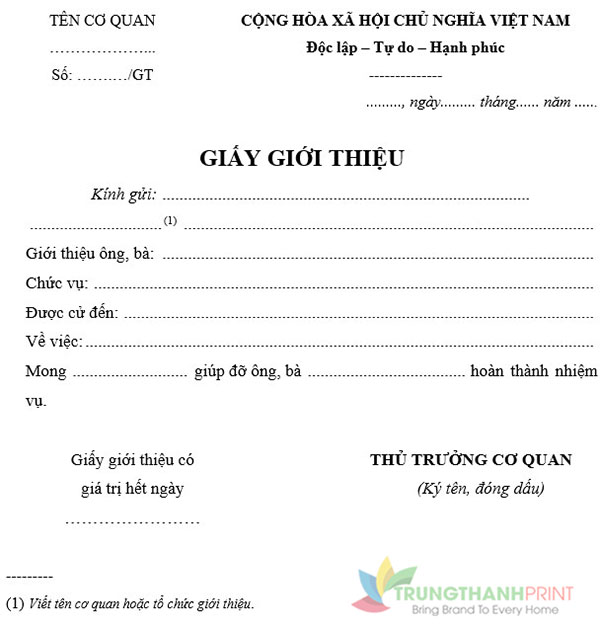 TÊN CƠ QUAN
CỘNG HÒA XÃ HỘI CHỦ NGHĨA VIỆT NAM
………………...
Độc lập – Tự do – Hạnh phúc
Số: ………./GT
--------------
.........., ngày......... tháng...... năm ......
GIẤY GIỚI THIỆU
Kính gửi: .......................................................................................
...............................(1) .................................................................................................
Giới thiệu ông, bà: ......................................................................................................
Chức vụ: ......................................................................................................................
Được cử đến: ...............................................................................................................
Về việc:........................................................................................................................
Mong ........................... giúp đỡ ông, bà ..................................... hoàn thành nhiệm
vụ.
Giấy giới thiệu có
THỦ TRƯỞNG CƠ QUAN
giá trị hết ngày
(Ký tên, đóng dấu)
……………………
---------
(1) Viết tên cơ quan hoặc tổ chức giới thiệu.
TRUNGTHANHPRINT
Bring Brand To Every Home